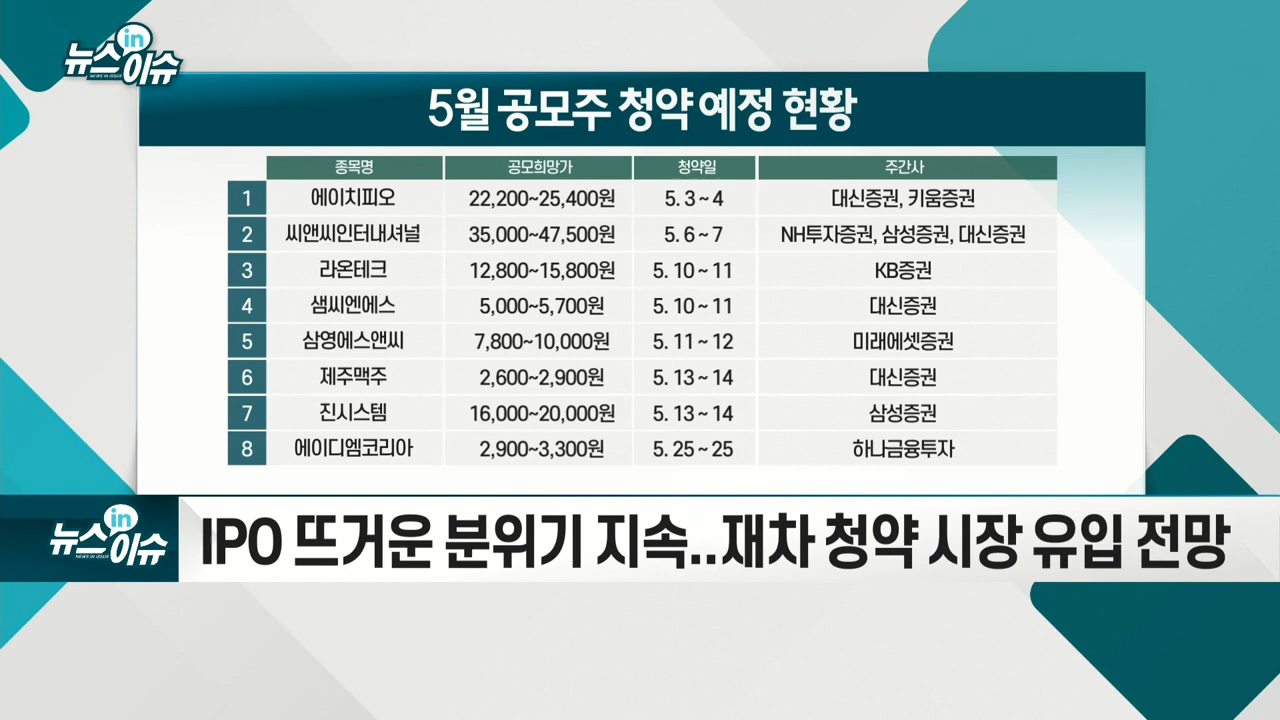 뉴스in이슈
NEWS IN ISSUE
5월 공모주 청약 예정 현황
종목명 공모희망가 청약일 주간사
1 에이치피오 22,200~25,400원 5. 3 ~ 4 대신증권, 키움증권
2 씨앤씨인터내셔널 35,000~47,500원 5. 6 ~ 7 NH투자증권, 삼성증권, 대신증권
3 라온테크 12,800~15,800원 5. 10 ~ 11 KB증권
4 샘씨엔에스 5,000~5,700원 5. 10 ~ 11 대신증권
5 삼영에스앤씨 7,800~10,000원 5. 11 ~ 12 미래에셋증권
6 제주맥주 2,600~2,900원 5. 13 ~ 14 대신증권
7 진시스템 16,000~20,000원 5. 13 ~ 14 삼성증권
8 에이디엠코리아 2,900~3,300원 5. 25 ~ 25 하나금융투자
뉴스in이슈
NEWS IN ISSUE
IPO 뜨거운 분위기 지속..재차 청약 시장 유입 전망